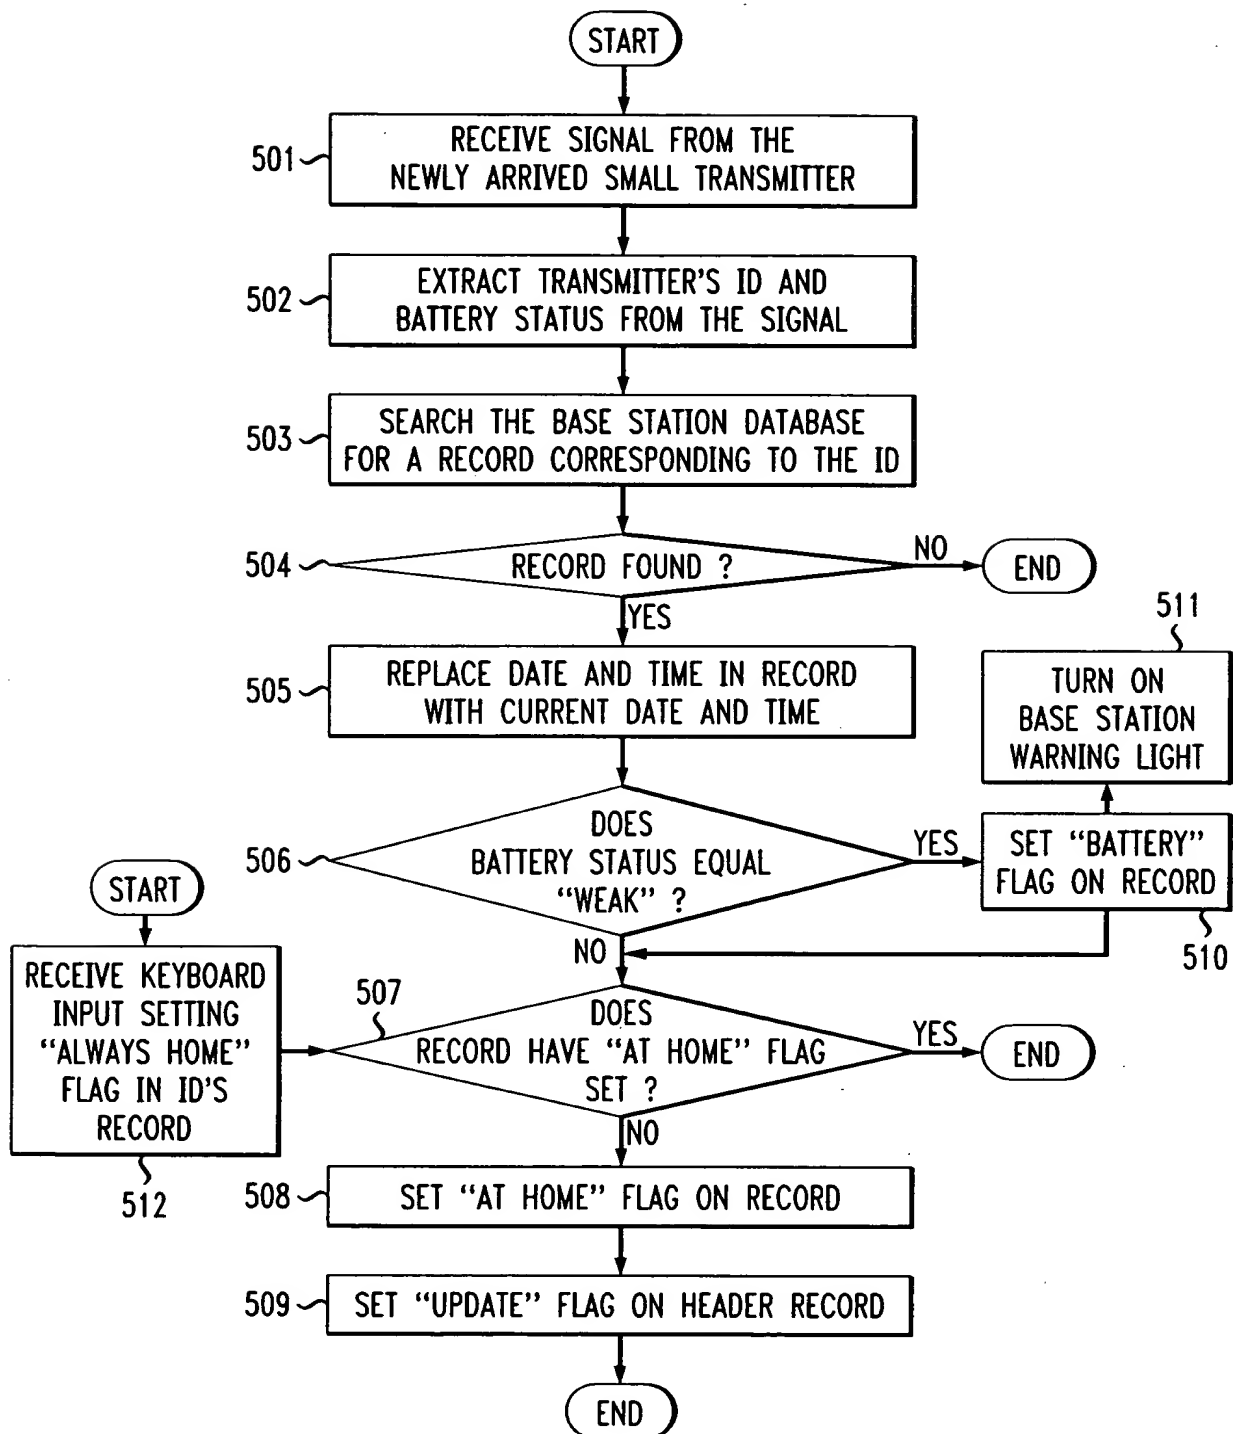 START
501
RECEIVE SIGNAL FROM THE
NEWLY ARRIVED SMALL TRANSMITTER
502
EXTRACT TRANSMITTER'S ID AND
BATTERY STATUS FROM THE SIGNAL
503
SEARCH THE BASE STATION DATABASE
FOR A RECORD CORRESPONDING TO THE ID
504
RECORD FOUND ?
NO
END
YES
505
REPLACE DATE AND TIME IN RECORD
WITH CURRENT DATE AND TIME
511
TURN ON
BASE STATION
WARNING LIGHT
506
DOES
BATTERY STATUS EQUAL
“WEAK” ?
YES
SET “BATTERY”
FLAG ON RECORD
510
NO
START
RECEIVE KEYBOARD
INPUT SETTING
“ALWAYS HOME”
FLAG IN ID'S
RECORD
512
507
DOES
RECORD HAVE “AT HOME” FLAG
SET ?
YES
END
NO
508
SET “AT HOME” FLAG ON RECORD
509
SET “UPDATE” FLAG ON HEADER RECORD
END